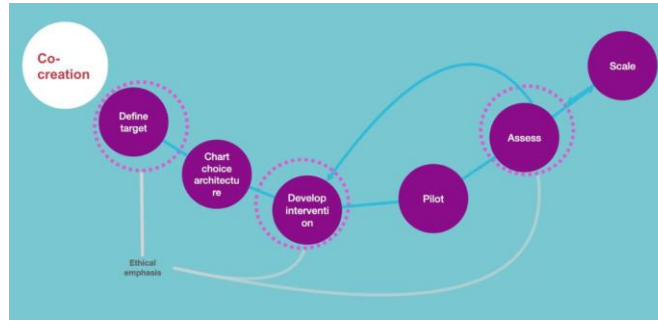 Co-
creation
Define
target
Chart
choice
architectu
re
Develop
interventi
on
Pilot
Assess
Scale
Ethical
emphasis